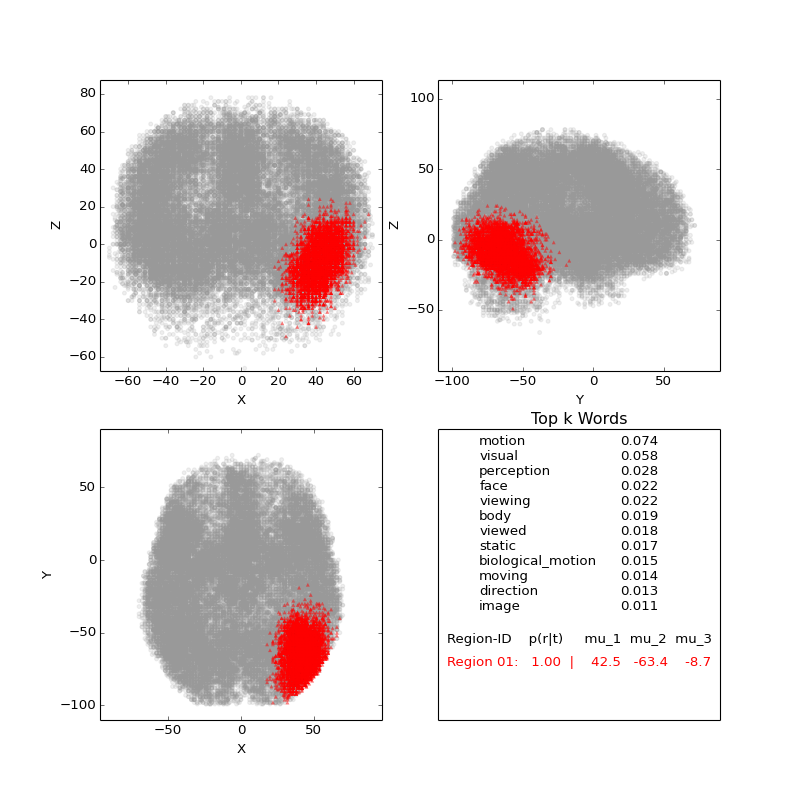 80
60
40
20
0
−20
−40
−60
Z
−60
−40
−20
0
20
40
60
X
100
50
0
−50
Z
−100
−50
0
50
Y
50
0
−50
−100
Y
−50
0
50
X
Top k Words
motion 0.074
visual 0.058
perception 0.028
face 0.022
viewing 0.022
body 0.019
viewed 0.018
static 0.017
biological_motion 0.015
moving 0.014
direction 0.013
image 0.011
Region-ID p(r|t) mu_1 mu_2 mu_3
Region 01: 1.00 | 42.5 -63.4 -8.7